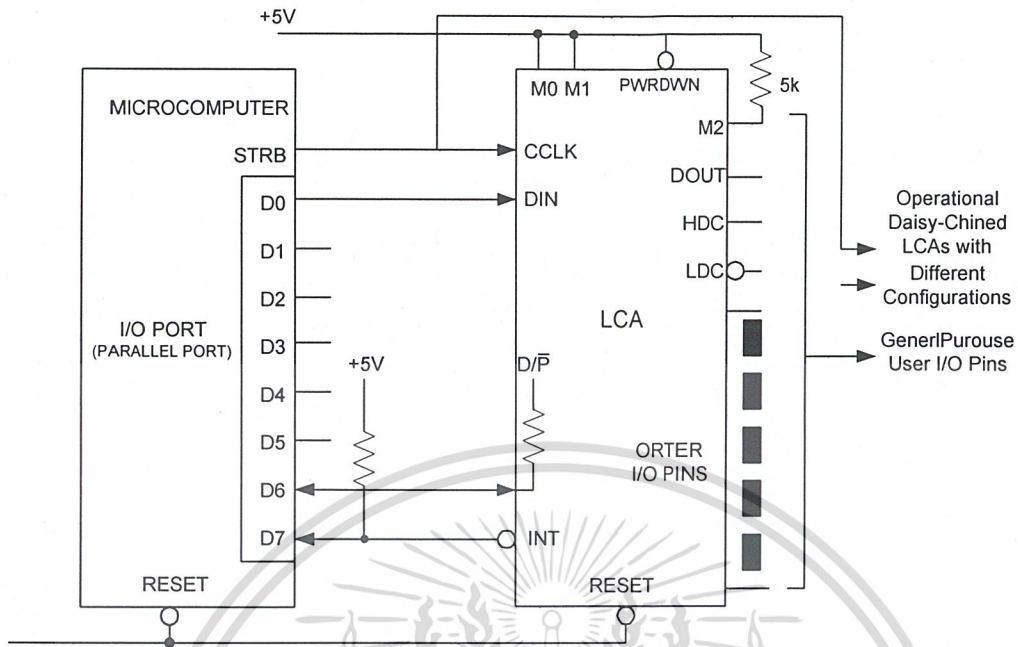 +5V
MICROCOMPUTER
STRB
D0
D1
D2
D3
D4
D5
D6
D7
I/O PORT
(PARALLEL PORT)
RESET
+5V
M0 M1
PWRDWN
5k
CCLK
DIN
M2
DOUT
HDC
LDC
LCA
D/P̅
ORTER
I/O PINS
INT
RESET
Operational
Daisy-Chined
LCAs with
Different
Configurations
GenerlPurouse
User I/O Pins